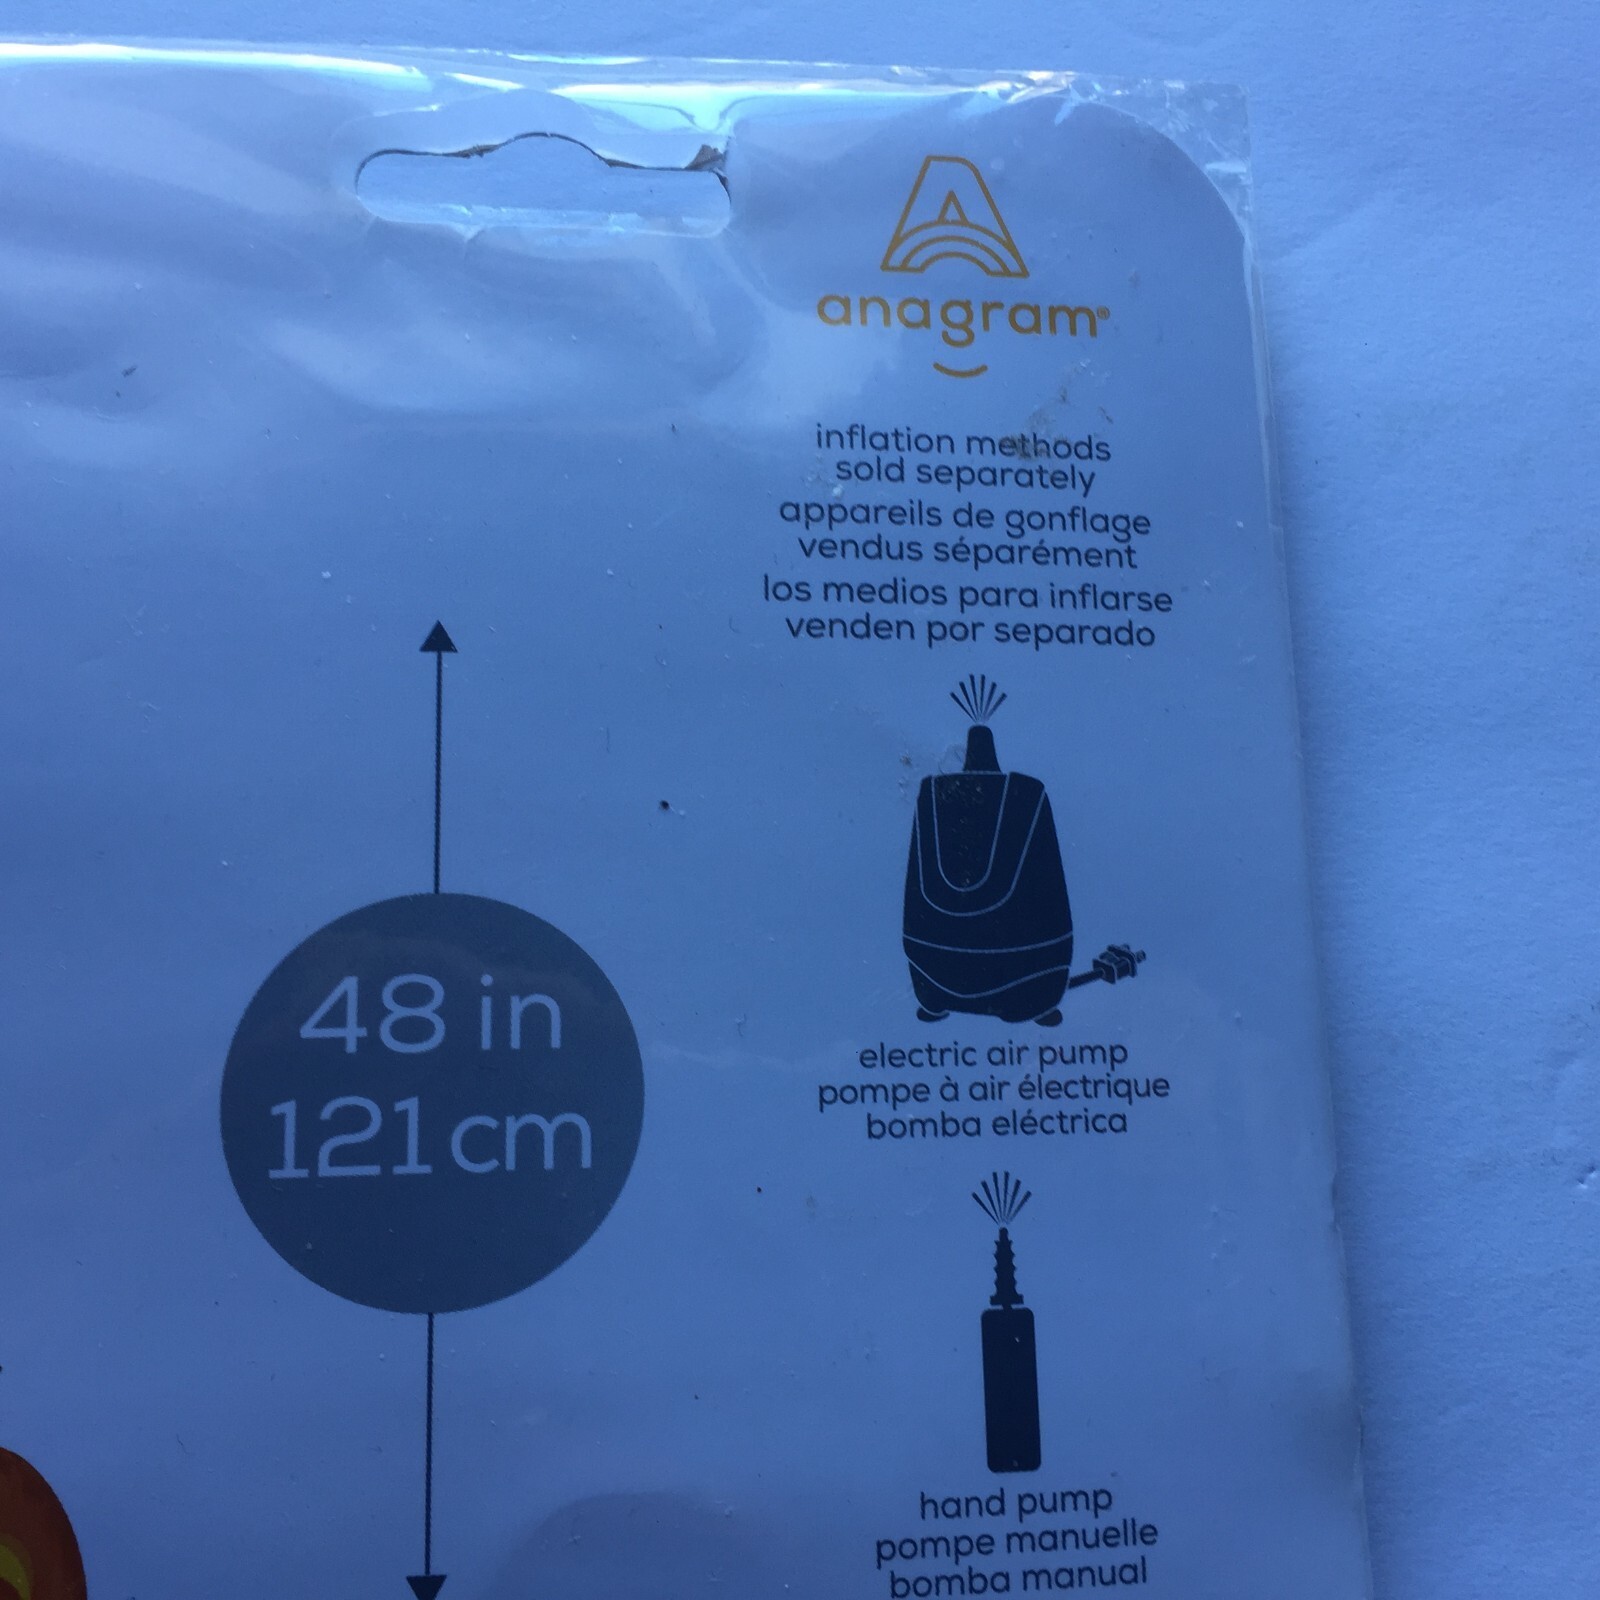 anagram®
inflation methods
sold separately
appareils de gonflage
vendus séparément
los medios para inflarse
venden por separado
48 in
121 cm
electric air pump
pompe à air électrique
bomba eléctrica
hand pump
pompe manuelle
bomba manual